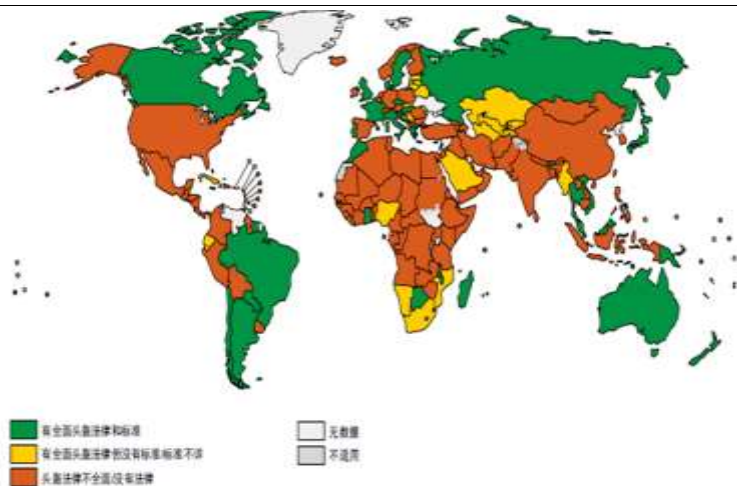 有全面头盔法律和标准
有全面头盔法律但没有标准/标准不详
头盔法律不全面/没有法律
无数据
不适用